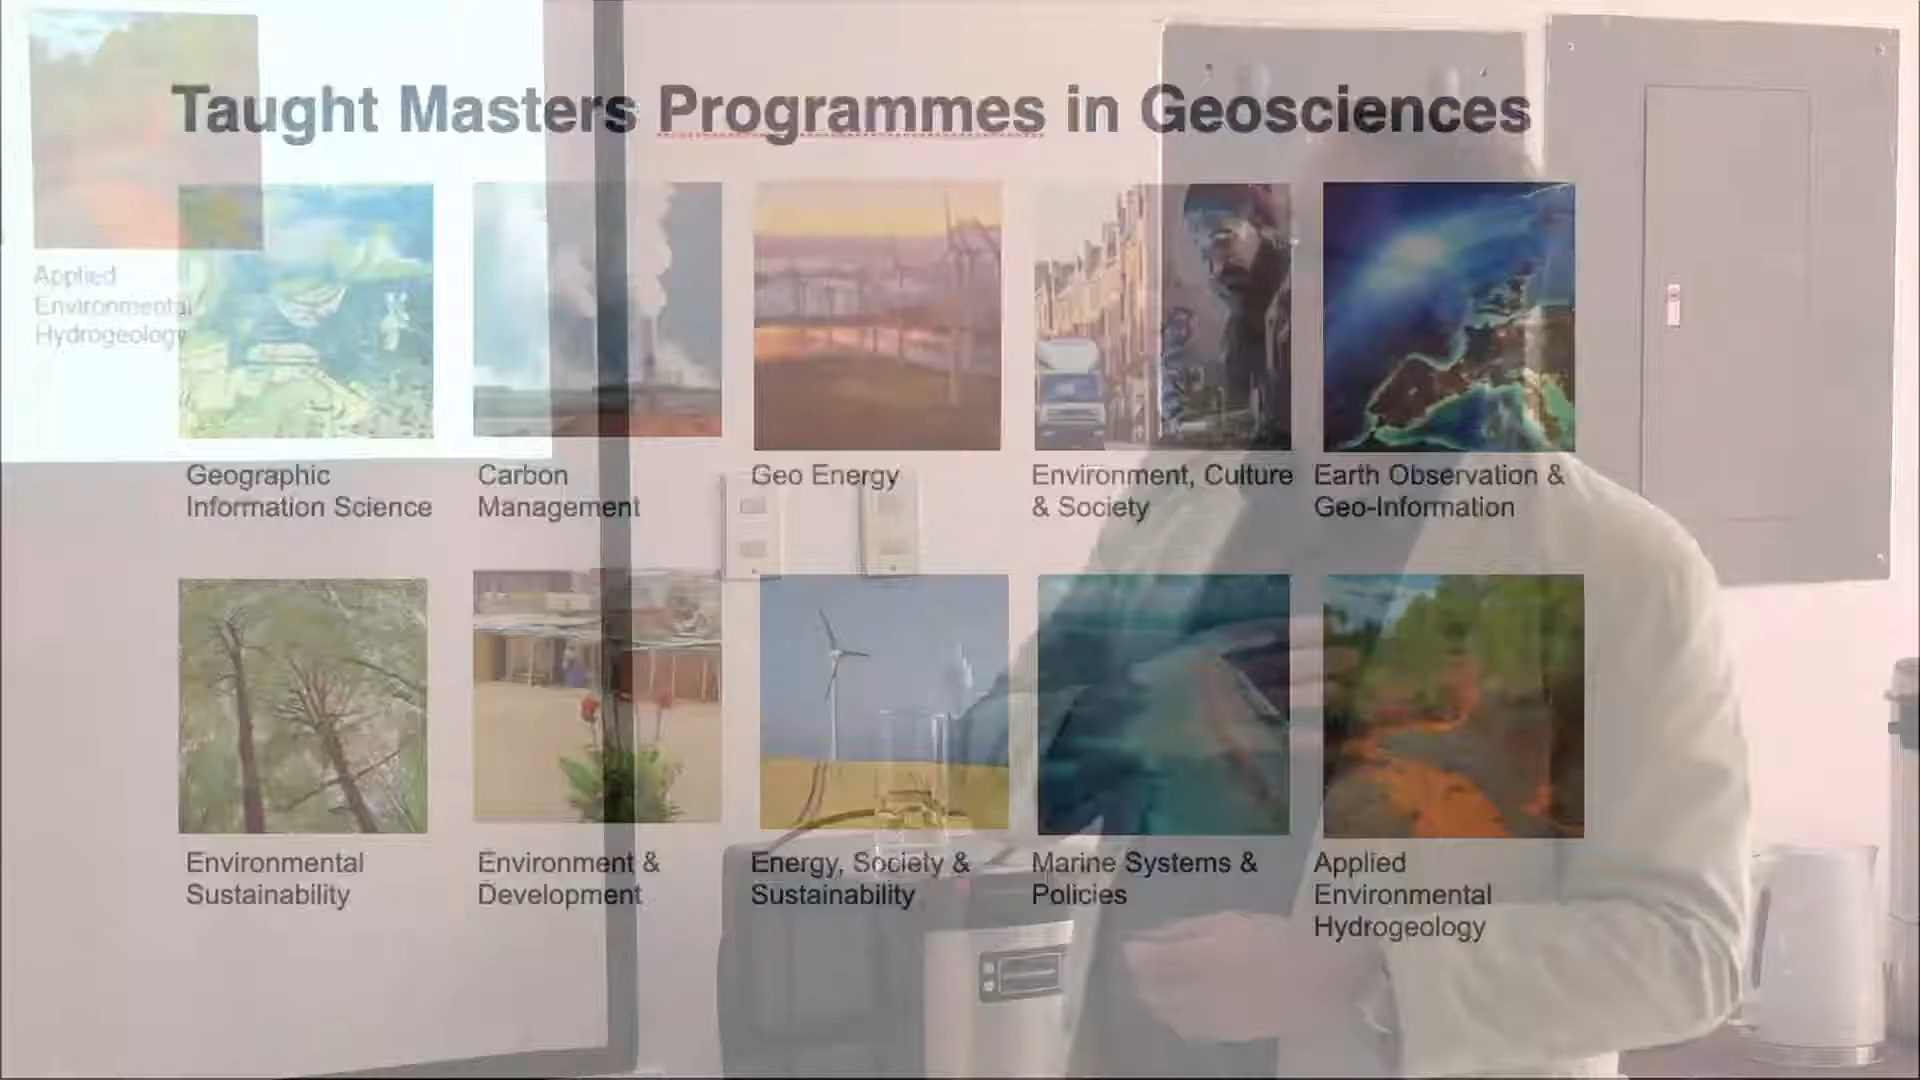 Taught Masters Programmes in Geosciences
Applied
Environmental
Hydrogeology
Geographic
Information Science
Carbon
Management
Geo Energy
Environment, Culture
& Society
Earth Observation &
Geo-Information
Environmental
Sustainability
Environment &
Development
Energy, Society &
Sustainability
Marine Systems &
Policies
Applied
Environmental
Hydrogeology